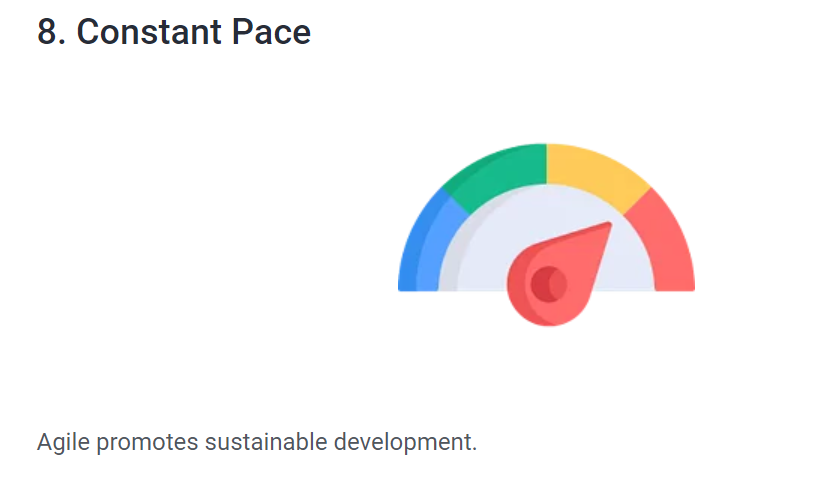 8. Constant Pace
Agile promotes sustainable development.